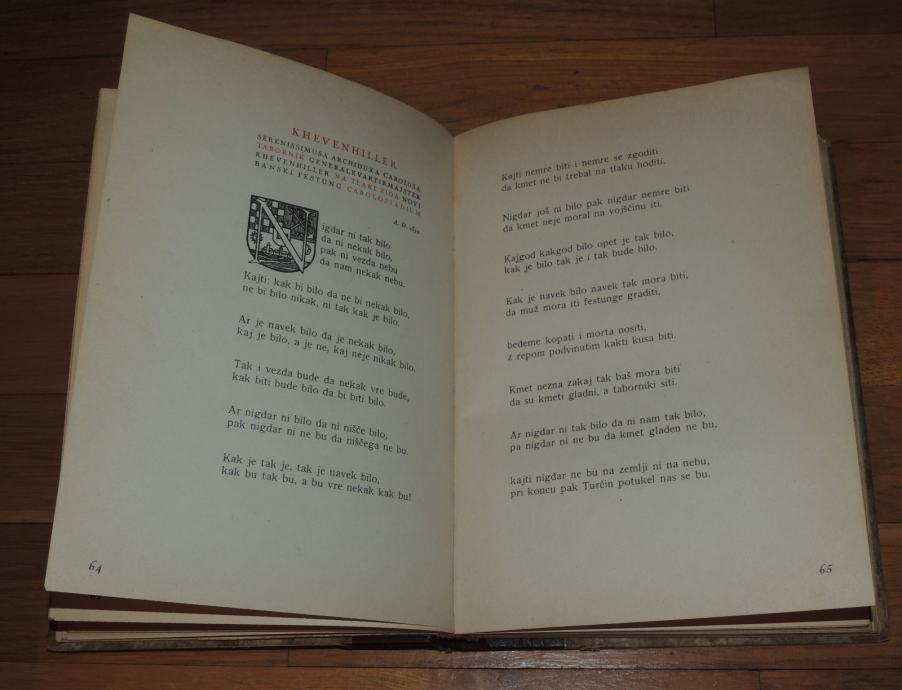 KHEVENHILLER
SERENISSIMUSA ARCHIDUXA CAROLUSA
TABORNIK GENERALEVARTIRMAJSTER
KHEVENHILLER NA TLAKI ZIDA NOVI
BANSKI FESTUNG CAROLOSTADIUM
A. D.
Nigdar ni tak bilo
da ni nekak bilo,
pak ni vezda nebu
da nam nekak nebu.
Kajti: kak bi bilo da ne bi nekak bilo,
ne bi bilo nikak, ni tak kak je bilo.
Ar je navek bilo da je nekak bilo,
kaj je bilo, a je ne, kaj neje nikak bilo.
Tak i vezda bude da nekak vre bude,
kak biti bude bilo da bi biti bilo.
Ar nigdar ni bilo da ni nišče bilo,
pak nigdar ni ne bu da niščega ne bu.
Kak je tak je, tak je navek bilo,
kak bu tak bu, a bu vre nekak kak bu!
64
Kajti nemre biti i nemre se zgoditi
da kmet ne bi trebal na tlaku hoditi.
Nigdar još ni bilo pak nigdar nemre biti
da kmet neje moral na vojščinu iti.
Kajgod kakgod bilo opet je tak bilo,
kak je bilo tak je i tak bude bilo.
Kak je navek bilo navek tak mora biti,
da muž mora iti festunge graditi,
bedeme kopati i morta nositi,
z repom podvinutim kakti kusa biti.
Kmet nezna zakaj tak baš mora biti
da su kmeti gladni, a taborniki siti.
Ar nigdar ni tak bilo da ni nam tak bilo,
pa nigdar ni ne bu da kmet gladen ne bu,
kajti nigdar ne bu na zemlji ni na nebu,
pri koncu pak Turčin potukel nas se bu.
65